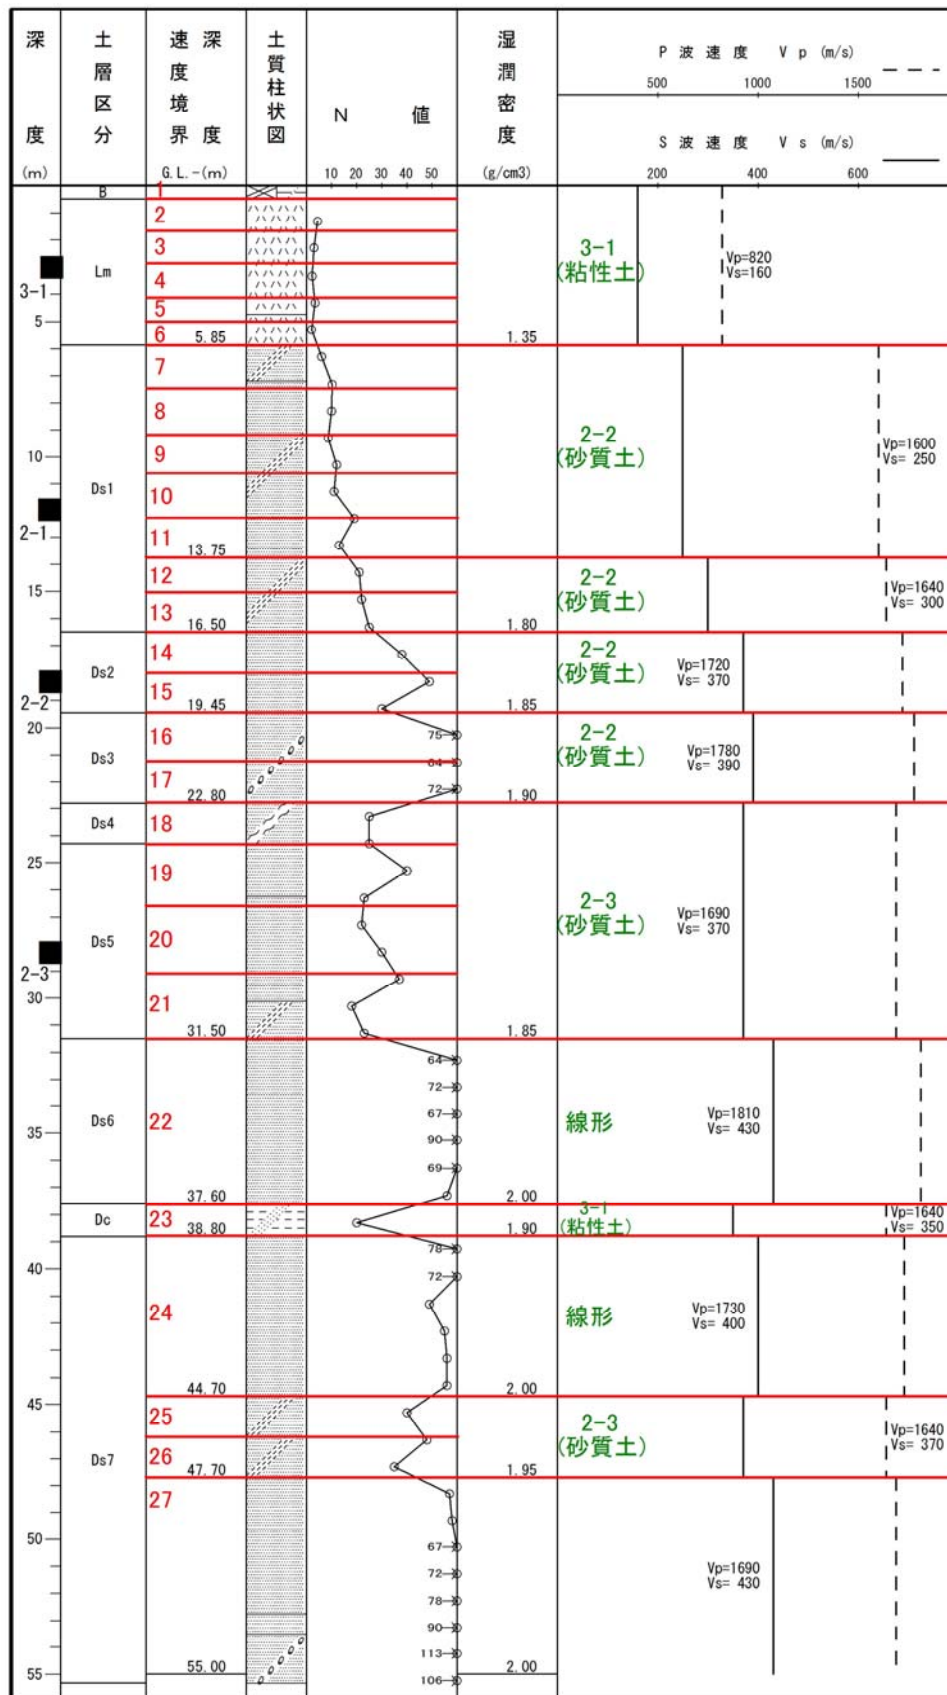 深度
(m)
土層区分
速度境界
深度
G.L.-(m)
土質柱状図
N 値
10 20 30 40 50
湿潤密度
(g/cm3)
P 波 速 度 V p (m/s)
500 1000 1500
S 波 速 度 V s (m/s)
200 400 600
B
1
2
3
Lm
3-1
(粘性土)
Vp=820
Vs=160
3-1
4
5
5
6
5.85
1.35
7
8
9
10
Ds1
2-2
(砂質土)
Vp=1600
Vs= 250
10
2-1
11
13.75
12
15
13
16.50
1.80
2-2
(砂質土)
Vp=1640
Vs= 300
14
Ds2
15
2-2
19.45
1.85
2-2
(砂質土)
Vp=1720
Vs= 370
20
16
75
Ds3
64
17
72
22.80
1.90
2-2
(砂質土)
Vp=1780
Vs= 390
Ds4
18
25
19
20
Ds5
2-3
(砂質土)
Vp=1690
Vs= 370
2-3
30
21
31.50
1.85
64
72
67
90
69
35
Ds6
22
線形
Vp=1810
Vs= 430
37.60
2.00
Dc
23
38.80
1.90
3-1
(粘性土)
Vp=1640
Vs= 350
78
72
40
24
線形
Vp=1730
Vs= 400
44.70
2.00
45
25
Ds7
26
47.70
1.95
2-3
(砂質土)
Vp=1640
Vs= 370
27
50
67
72
78
90
113
106
Vp=1690
Vs= 430
55
55.00
2.00